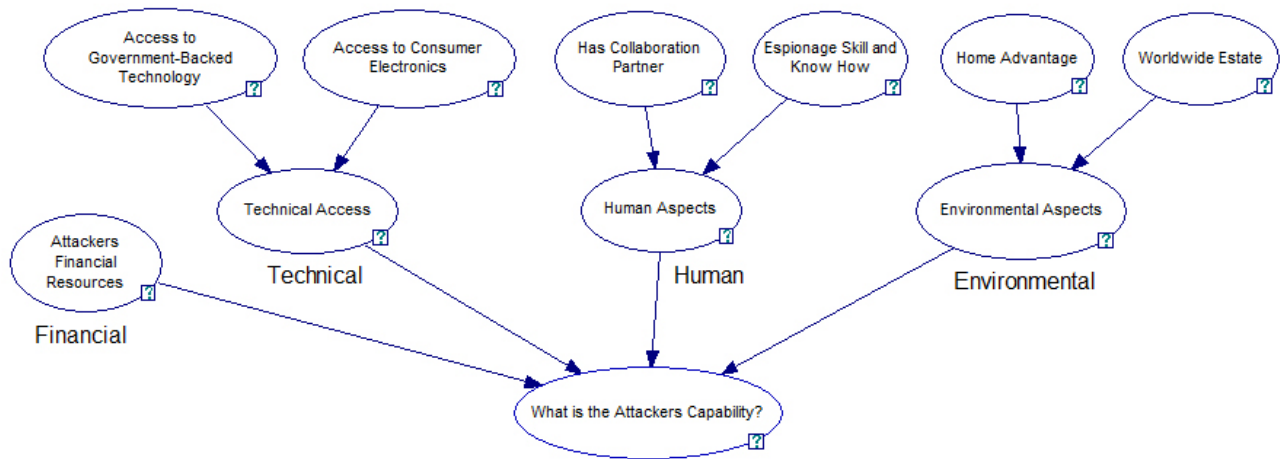 Access to
Government-Backed
Technology
?
Access to Consumer
Electronics
?
Has Collaboration
Partner
?
Espionage Skill and
Know How
?
Home Advantage
?
Worldwide Estate
?
Technical Access
?
Technical
Human Aspects
?
Human
Environmental Aspects
?
Environmental
Attackers
Financial
Resources
?
Financial
What is the Attackers Capability?
?